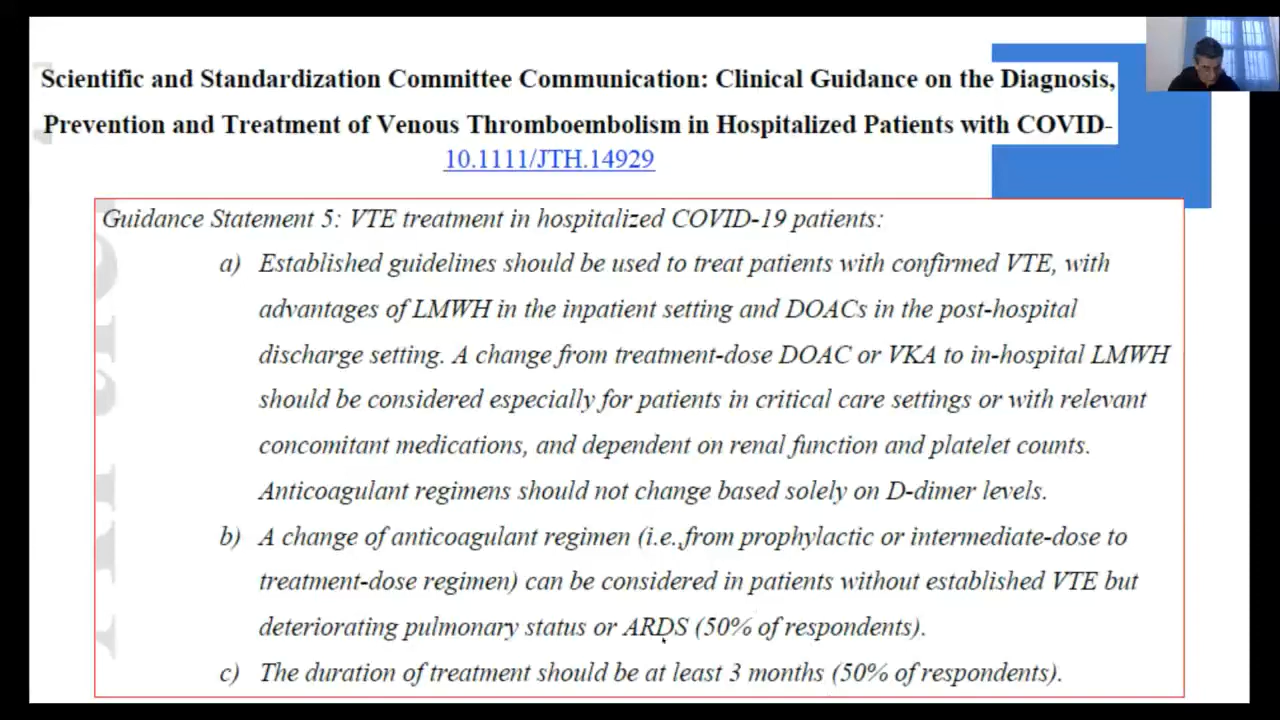 Scientific and Standardization Committee Communication: Clinical Guidance on the Diagnosis,
Prevention and Treatment of Venous Thromboembolism in Hospitalized Patients with COVID-
10.1111/JTH.14929
Guidance Statement 5: VTE treatment in hospitalized COVID-19 patients:
a) Established guidelines should be used to treat patients with confirmed VTE, with
advantages of LMWH in the inpatient setting and DOACs in the post-hospital
discharge setting. A change from treatment-dose DOAC or VKA to in-hospital LMWH
should be considered especially for patients in critical care settings or with relevant
concomitant medications, and dependent on renal function and platelet counts.
Anticoagulant regimens should not change based solely on D-dimer levels.
b) A change of anticoagulant regimen (i.e. from prophylactic or intermediate-dose to
treatment-dose regimen) can be considered in patients without established VTE but
deteriorating pulmonary status or ARDS (50% of respondents).
c) The duration of treatment should be at least 3 months (50% of respondents).